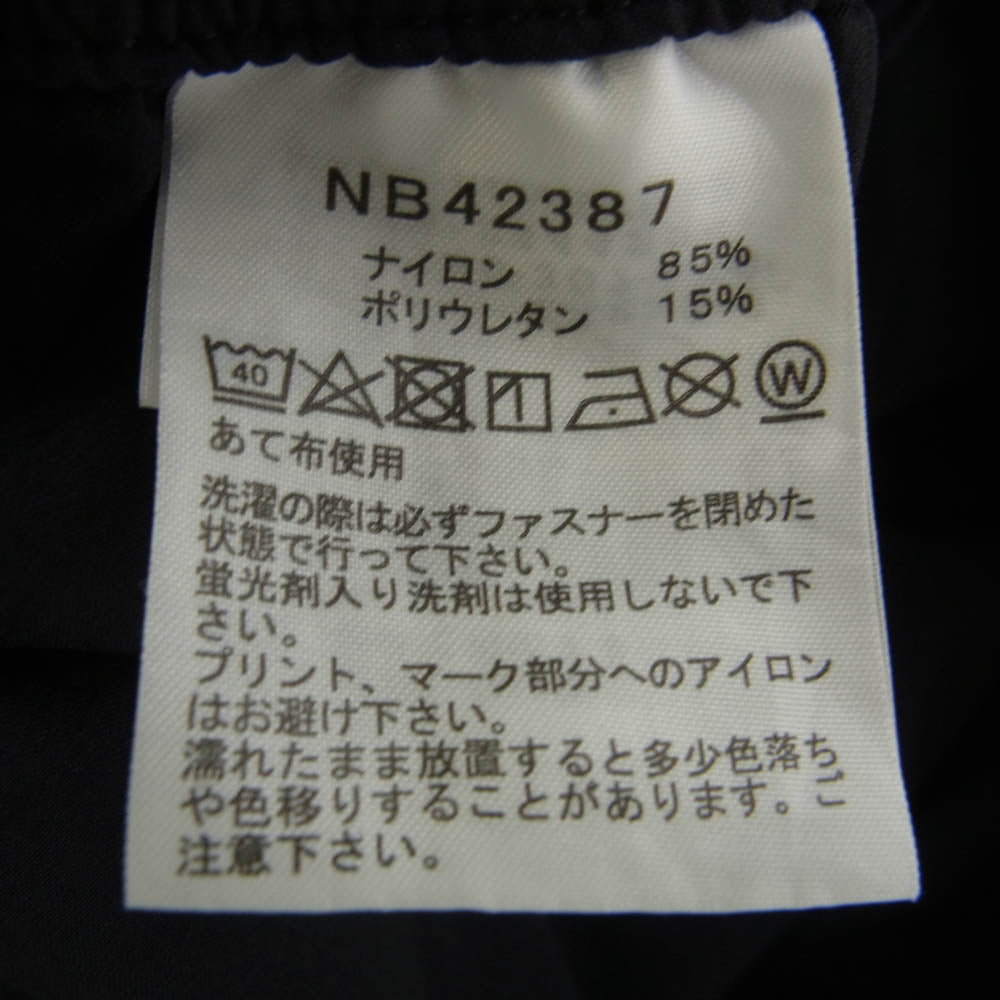 NB42387
ナイロン 85%
ポリウレタン 15%
40 W
あて布使用
洗濯の際は必ずファスナーを閉めた
状態で行って下さい。
蛍光剤入り洗剤は使用しないで下
さい。
プリント、マーク部分へのアイロン
はお避け下さい。
濡れたまま放置すると多少色落ち
や色移りすることがあります。ご
注意下さい。